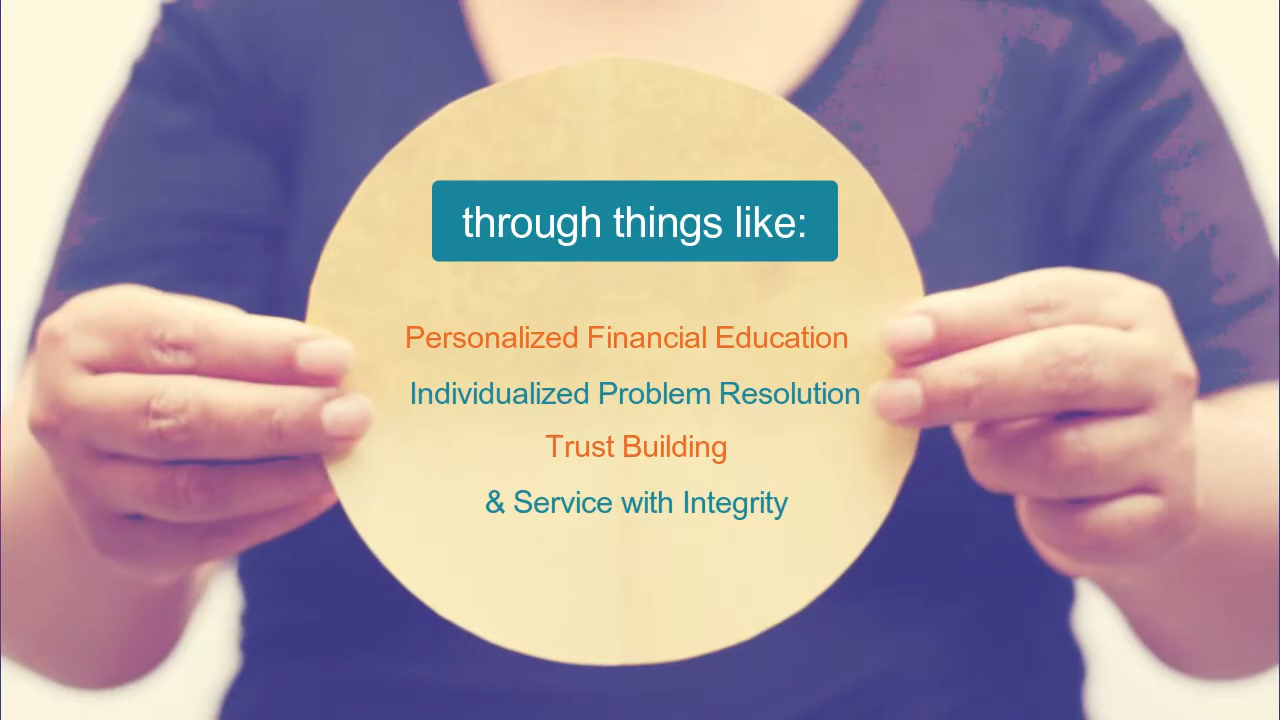 through things like:
Personalized Financial Education
Individualized Problem Resolution
Trust Building
& Service with Integrity